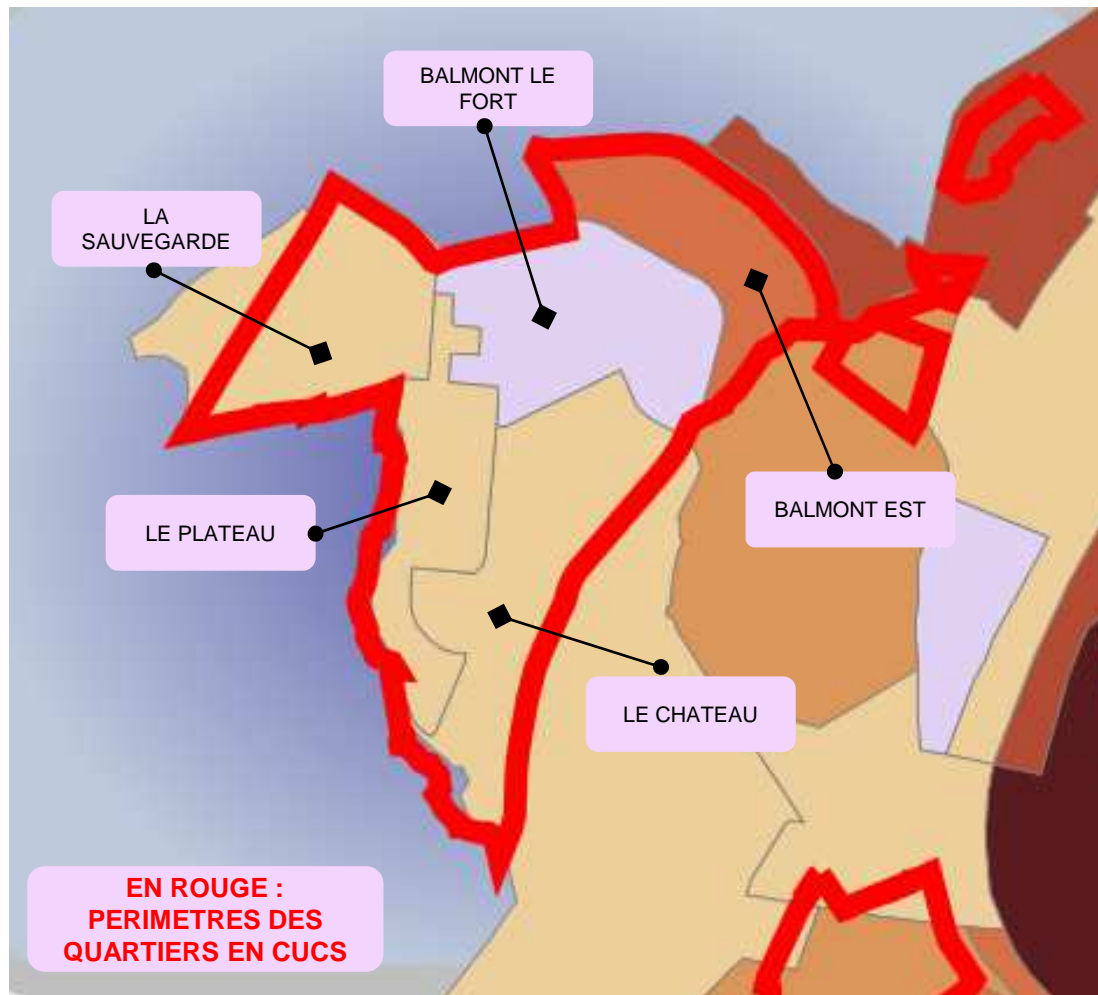 BALMONT LE
FORT
LA
SAUVEGARDE
LE PLATEAU
BALMONT EST
LE CHATEAU
EN ROUGE :
PERIMETRES DES
QUARTIERS EN CUCS